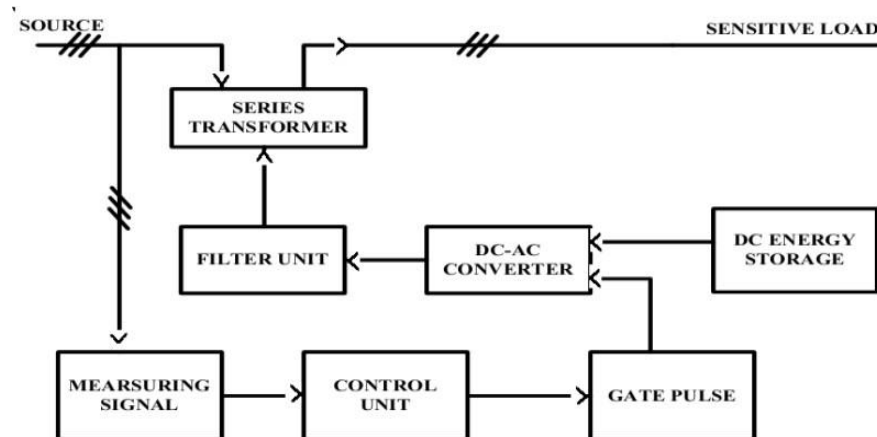 SOURCE
SENSITIVE LOAD
SERIES
TRANSFORMER
FILTER UNIT
DC-AC
CONVERTER
DC ENERGY
STORAGE
MEARSURING
SIGNAL
CONTROL
UNIT
GATE PULSE